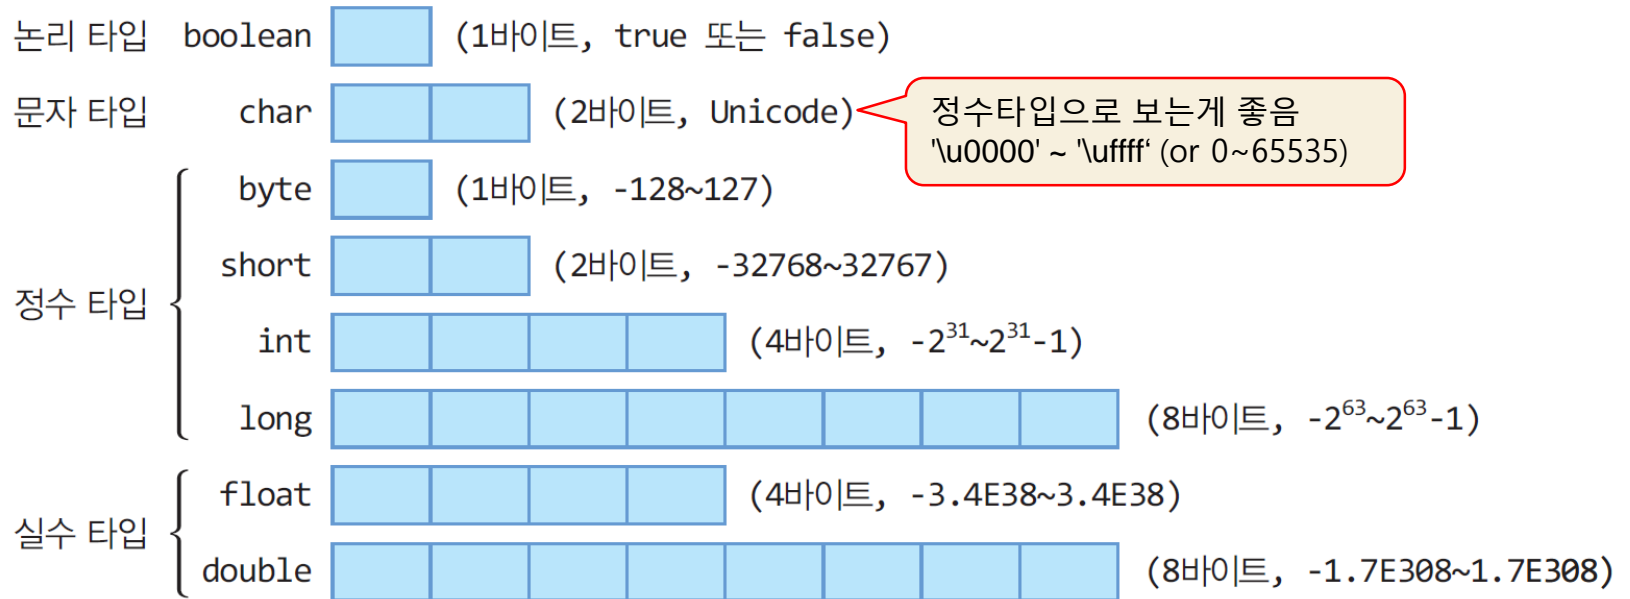 논리 타입 boolean (1바이트, true 또는 false)
문자 타입 char (2바이트, Unicode)
정수타입으로 보는게 좋음
'\u0000' ~ '\uffff‘ (or 0~65535)
byte (1바이트, -128~127)
short (2바이트, -32768~32767)
정수 타입
int (4바이트, -2³¹~2³¹-1)
long (8바이트, -2⁶³~2⁶³-1)
float (4바이트, -3.4E38~3.4E38)
실수 타입
double (8바이트, -1.7E308~1.7E308)